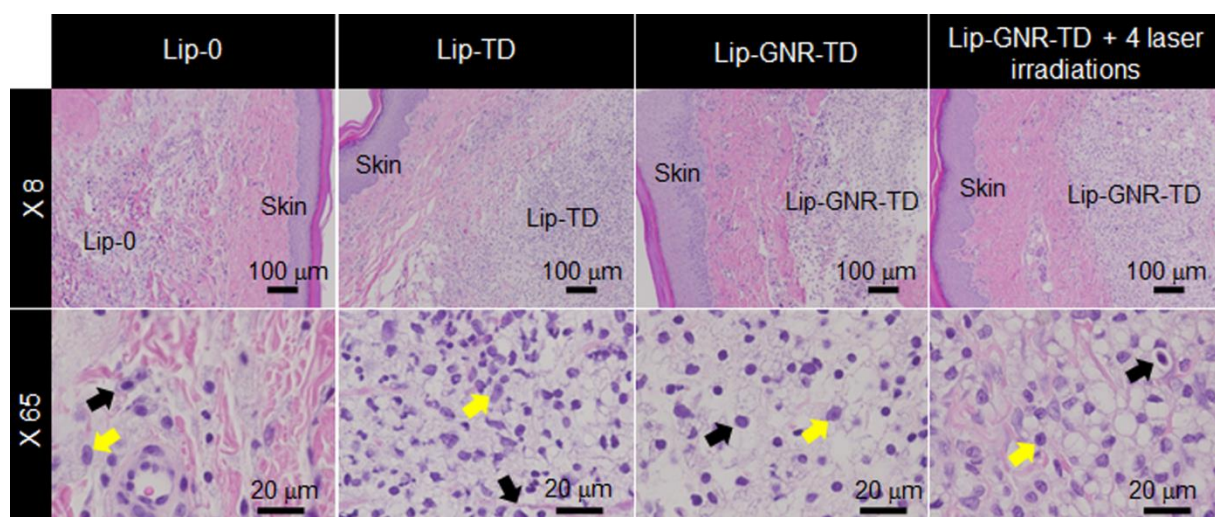 Lip-0
Lip-TD
Lip-GNR-TD
Lip-GNR-TD + 4 laser
irradiations
X 8
Lip-0
Skin
100 μm
Skin
Lip-TD
100 μm
Skin
Lip-GNR-TD
100 μm
Skin
Lip-GNR-TD
100 μm
X 65
20 μm
20 μm
20 μm
20 μm